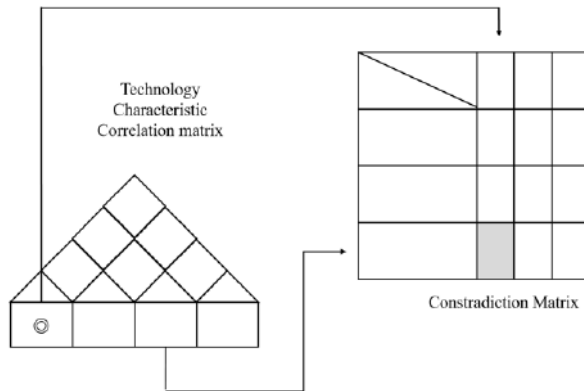 Technology
Characteristic
Correlation matrix
Constradiction Matrix